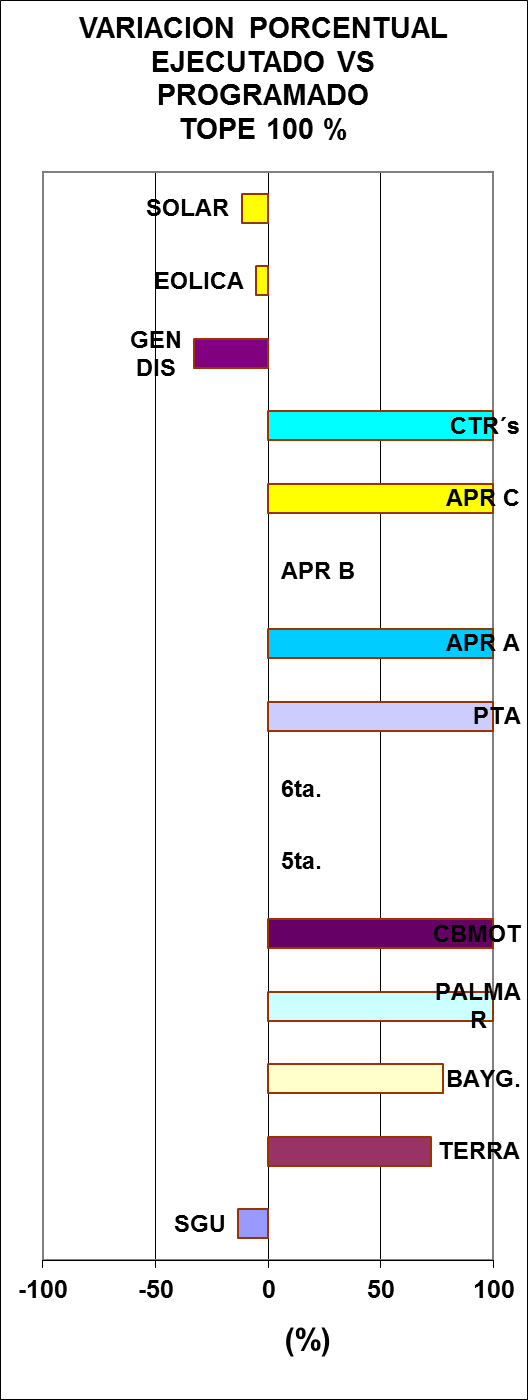 VARIACION PORCENTUAL
EJECUTADO VS
PROGRAMADO
TOPE 100 %
SOLAR
EOLICA
GEN
DIS
CTR´s
APR C
APR B
APR A
PTA
6ta.
5ta.
CBMOT
PALMA
R
BAYG.
TERRA
SGU
-100 -50 0 50 100
(%)